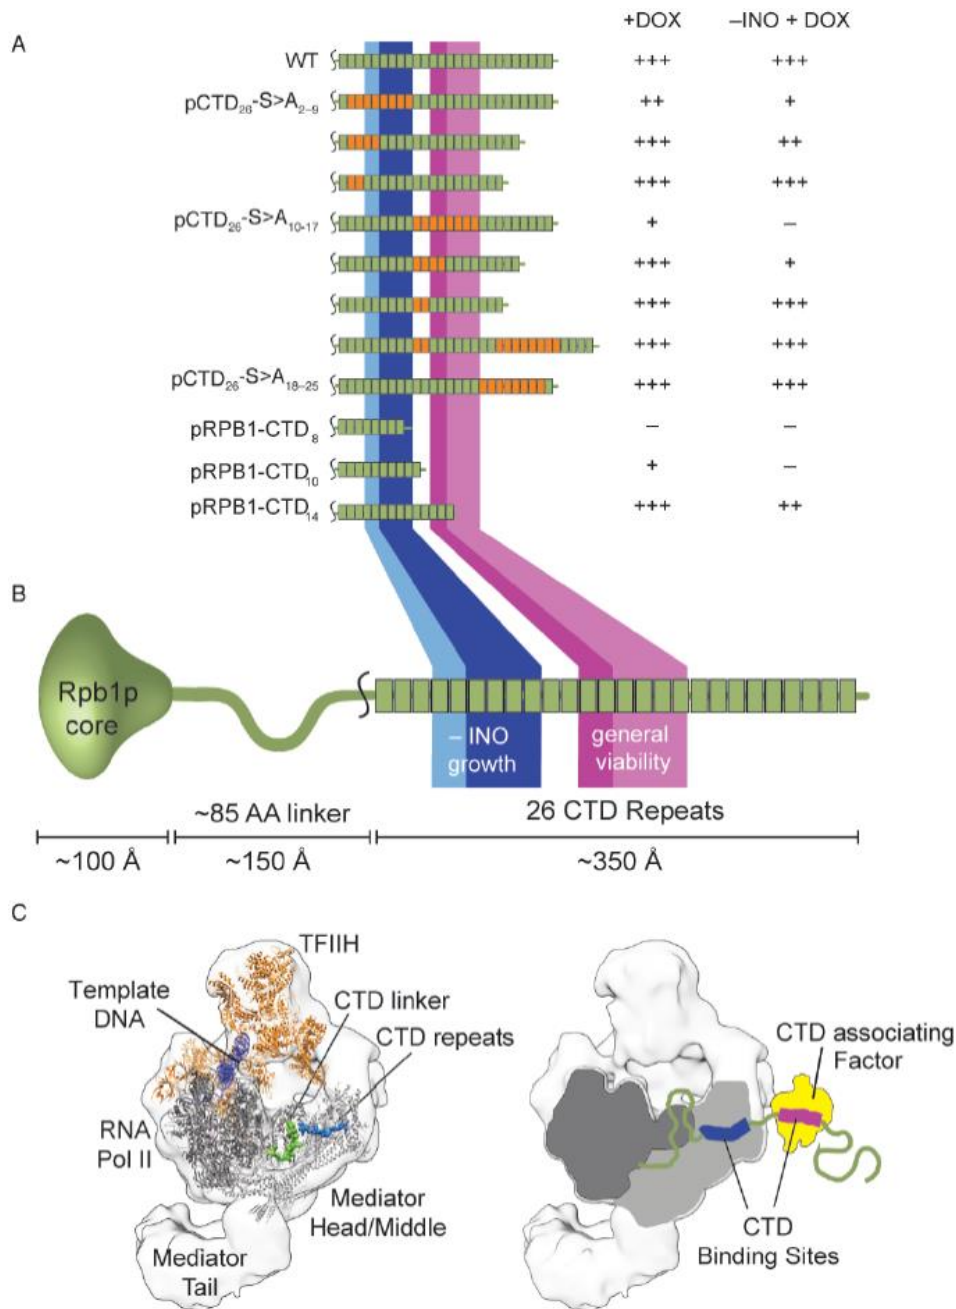 A
+DOX –INO + DOX
WT +++ +++
pCTD₂₆-S>A₂₋₉ ++ +
+++ ++
+++ +++
pCTD₂₆-S>A₁₀₋₁₇ + –
+++ +
+++ +++
+++ +++
pCTD₂₆-S>A₁₈₋₂₅ +++ +++
pRPB1-CTD₈ – –
pRPB1-CTD₁₀ + –
pRPB1-CTD₁₄ +++ ++
B
Rpb1p
core
– INO
growth
general
viability
~85 AA linker
26 CTD Repeats
~100 Å
~150 Å
~350 Å
C
TFIIH
Template
DNA
CTD linker
CTD repeats
RNA
Pol II
Mediator
Head/Middle
Mediator
Tail
CTD associating
Factor
CTD
Binding Sites